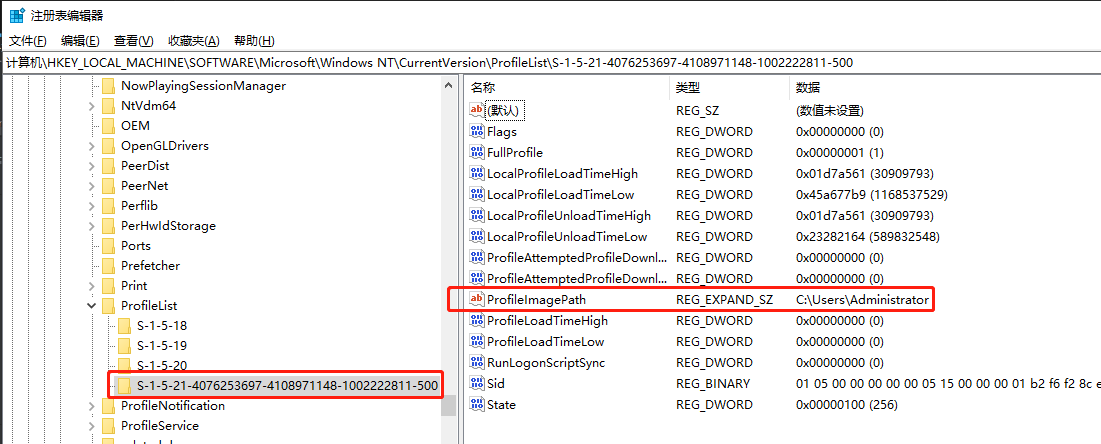 注册表编辑器
文件(F) 编辑(E) 查看(V) 收藏夹(A) 帮助(H)
计算机\HKEY_LOCAL_MACHINE\SOFTWARE\Microsoft\Windows NT\CurrentVersion\ProfileList\S-1-5-21-4076253697-4108971148-1002222811-500
NowPlayingSessionManager
NtVdm64
OEM
OpenGLDrivers
PeerDist
PeerNet
Perflib
PerHwIdStorage
Ports
Prefetcher
Print
ProfileList
S-1-5-18
S-1-5-19
S-1-5-20
S-1-5-21-4076253697-4108971148-1002222811-500
ProfileNotification
ProfileService
名称 类型 数据
(默认) REG_SZ (数值未设置)
Flags REG_DWORD 0x00000000 (0)
FullProfile REG_DWORD 0x00000001 (1)
LocalProfileLoadTimeHigh REG_DWORD 0x01d7a561 (30909793)
LocalProfileLoadTimeLow REG_DWORD 0x45a677b9 (1168537529)
LocalProfileUnloadTimeHigh REG_DWORD 0x01d7a561 (30909793)
LocalProfileUnloadTimeLow REG_DWORD 0x23282164 (589832548)
ProfileAttemptedProfileDownl... REG_DWORD 0x00000000 (0)
ProfileAttemptedProfileDownl... REG_DWORD 0x00000000 (0)
ProfileImagePath REG_EXPAND_SZ C:\Users\Administrator
ProfileLoadTimeHigh REG_DWORD 0x00000000 (0)
ProfileLoadTimeLow REG_DWORD 0x00000000 (0)
RunLogonScriptSync REG_DWORD 0x00000000 (0)
Sid REG_BINARY 01 05 00 00 00 00 00 05 15 00 00 00 01 b2 f6 f2 8c
State REG_DWORD 0x00000100 (256)